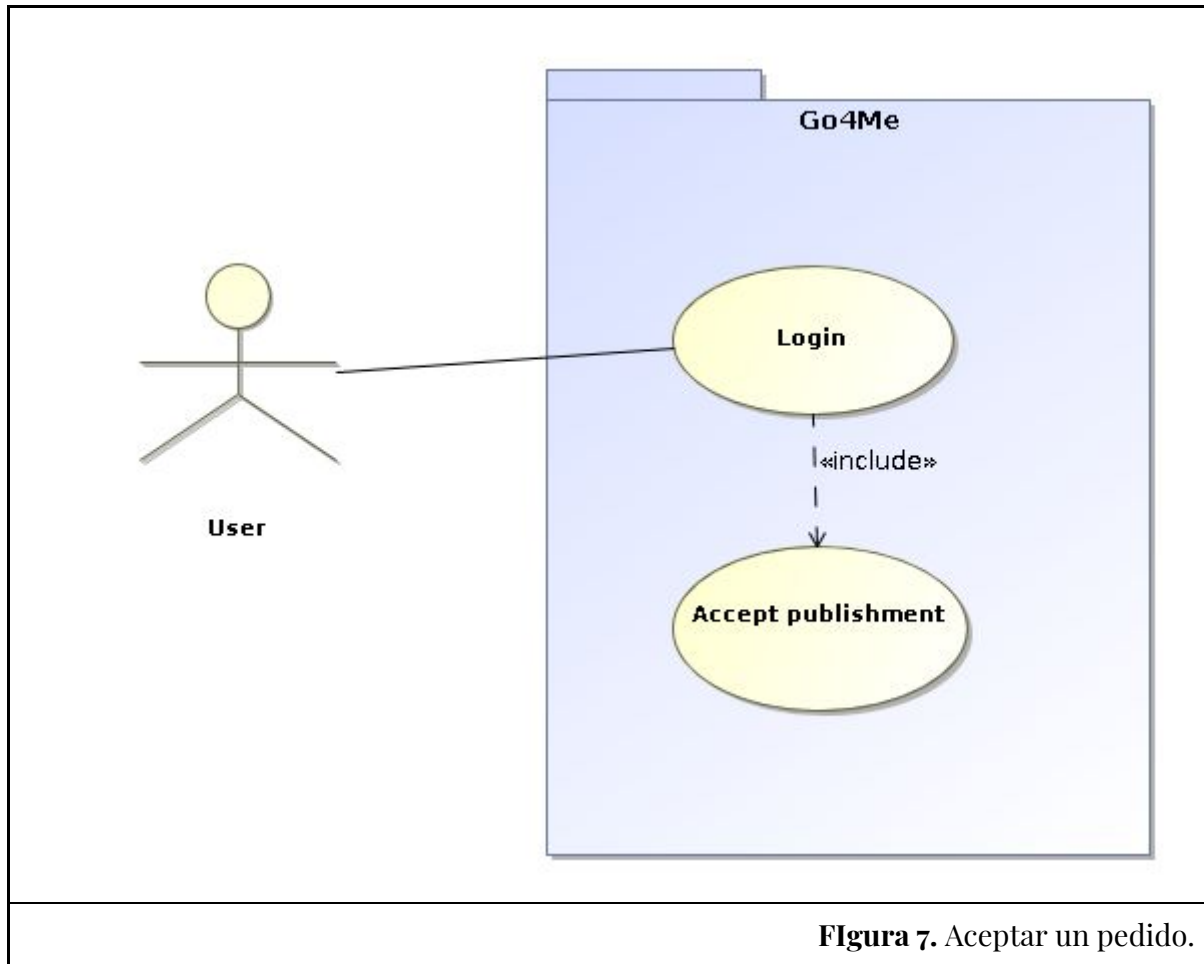 Go4Me
Login
«include»
User
Accept publishment
FIgura 7. Aceptar un pedido.